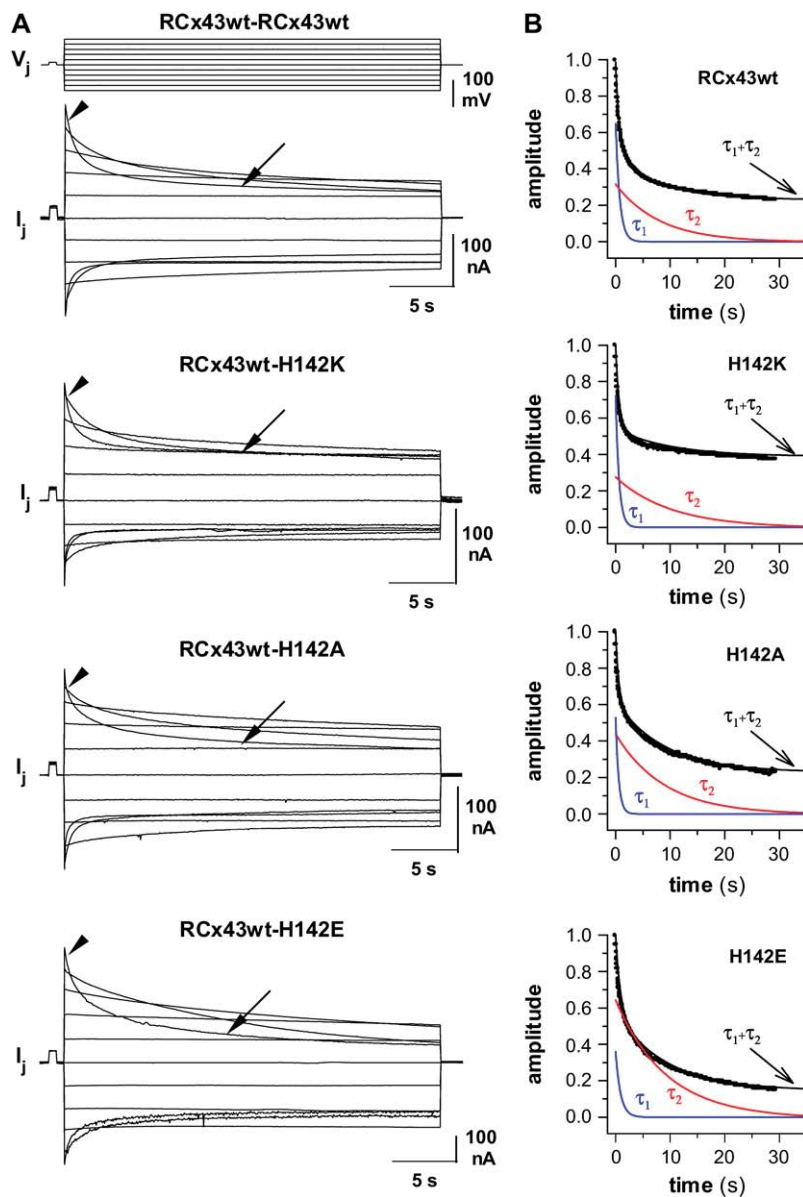 A
RCx43wt-RCx43wt
Vj
100
mV
Ij
100
nA
5 s
RCx43wt-H142K
Ij
100
nA
5 s
RCx43wt-H142A
Ij
100
nA
5 s
RCx43wt-H142E
Ij
100
nA
5 s
B
RCx43wt
amplitude
1.0
0.8
0.6
0.4
0.2
0.0
τ1+τ2
τ2
τ1
0 10 20 30
time (s)
H142K
amplitude
1.0
0.8
0.6
0.4
0.2
0.0
τ1+τ2
τ2
τ1
0 10 20 30
time (s)
H142A
amplitude
1.0
0.8
0.6
0.4
0.2
0.0
τ1+τ2
τ2
τ1
0 10 20 30
time (s)
H142E
amplitude
1.0
0.8
0.6
0.4
0.2
0.0
τ1+τ2
τ2
τ1
0 10 20 30
time (s)